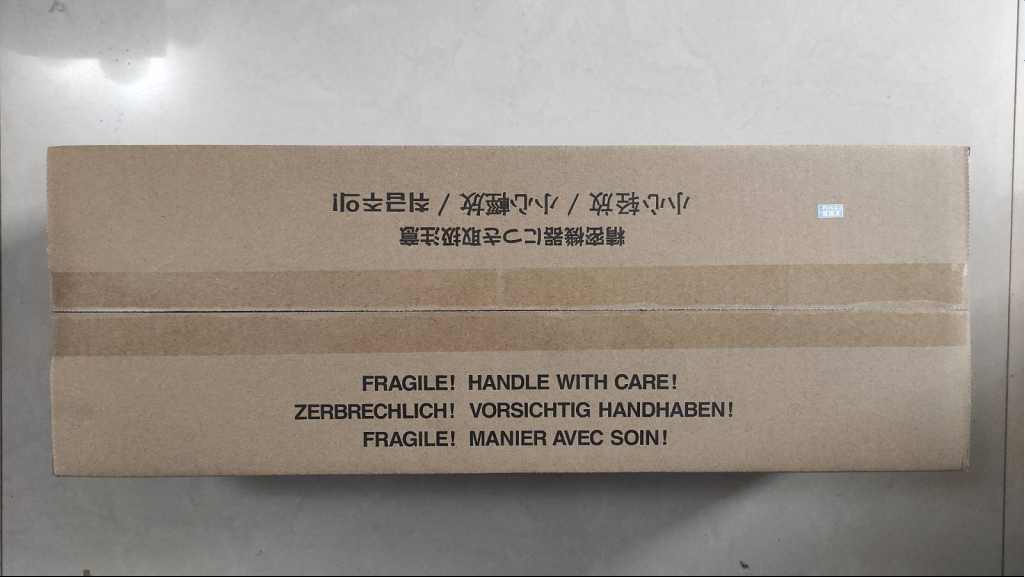 精密機器につき取扱注意
小心轻放 / 小心輕放 / 취급주의!
FRAGILE! HANDLE WITH CARE!
ZERBRECHLICH! VORSICHTIG HANDHABEN!
FRAGILE! MANIER AVEC SOIN!